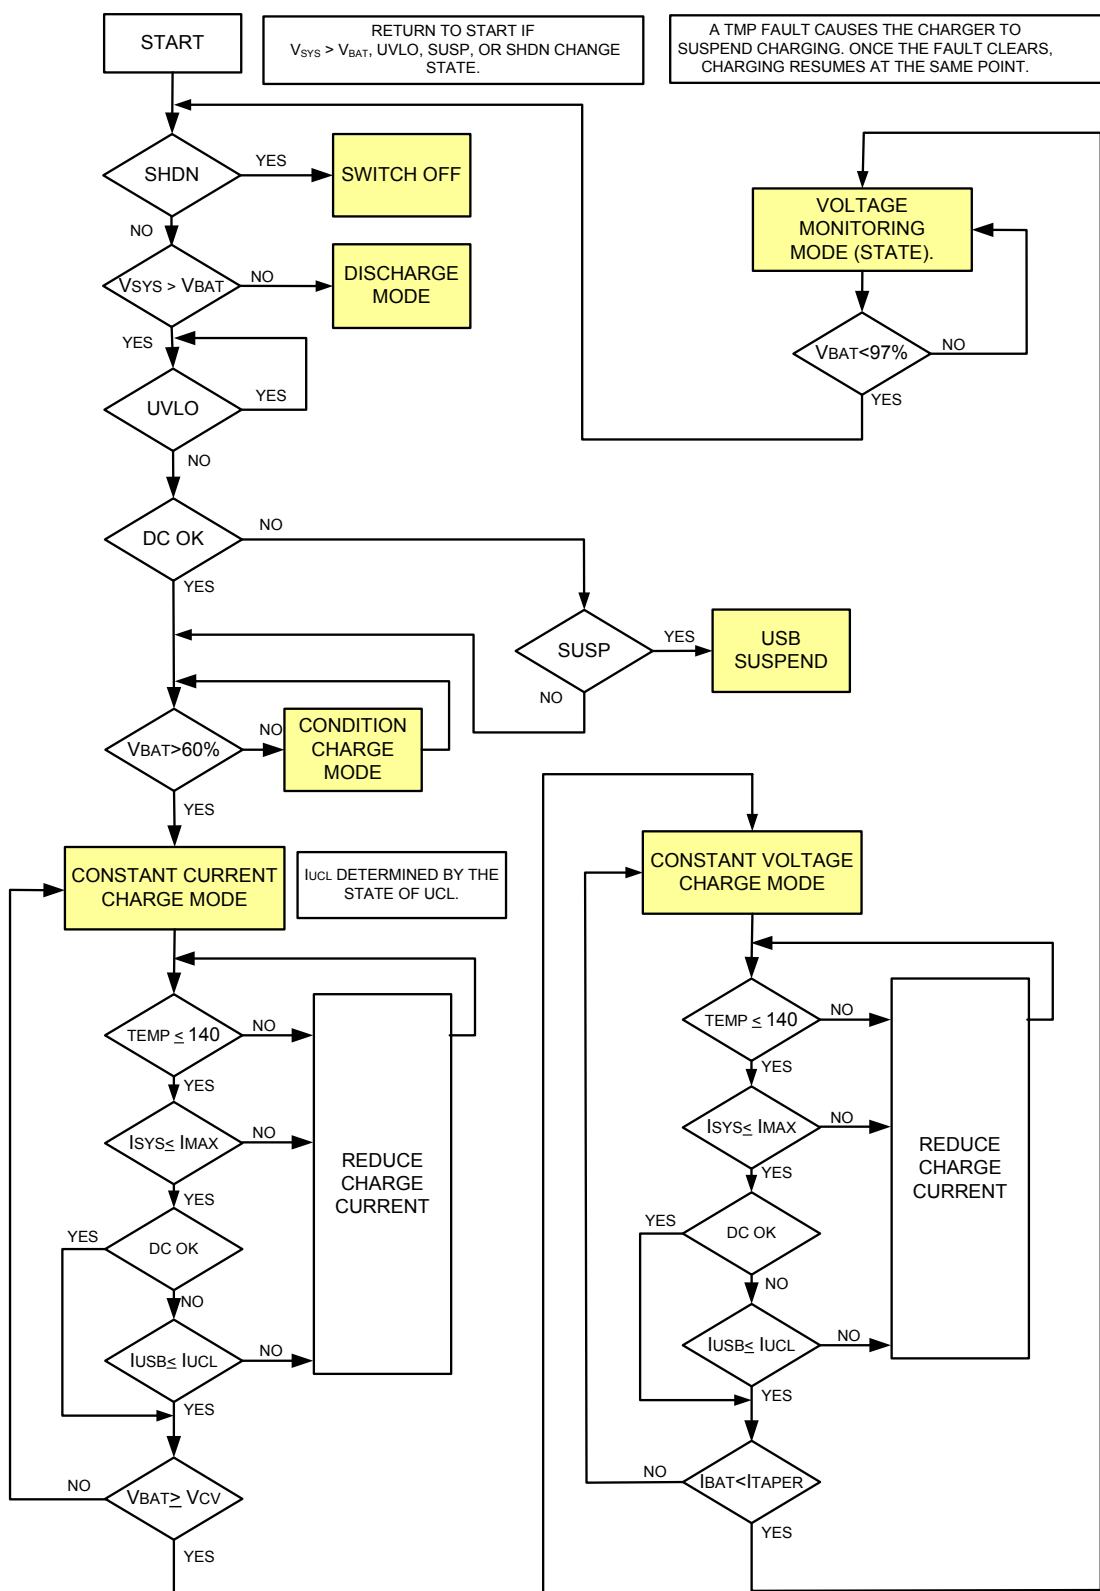 START
RETURN TO START IF
VSYS > VBAT, UVLO, SUSP, OR SHDN CHANGE
STATE.
A TMP FAULT CAUSES THE CHARGER TO
SUSPEND CHARGING. ONCE THE FAULT CLEARS,
CHARGING RESUMES AT THE SAME POINT.
SHDN
YES
SWITCH OFF
NO
VSYS > VBAT
NO
DISCHARGE
MODE
YES
UVLO
YES
NO
VOLTAGE
MONITORING
MODE (STATE).
VBAT<97%
NO
YES
DC OK
NO
YES
SUSP
YES
USB
SUSPEND
NO
VBAT>60%
NO
CONDITION
CHARGE
MODE
YES
CONSTANT CURRENT
CHARGE MODE
IUCL DETERMINED BY THE
STATE OF UCL.
TEMP ≤ 140
NO
YES
ISYS≤ IMAX
NO
YES
REDUCE
CHARGE
CURRENT
YES
DC OK
NO
IUSB≤ IUCL
NO
YES
NO
VBAT≥ VCV
YES
CONSTANT VOLTAGE
CHARGE MODE
TEMP ≤ 140
NO
YES
ISYS≤ IMAX
NO
YES
REDUCE
CHARGE
CURRENT
YES
DC OK
NO
IUSB≤ IUCL
NO
YES
NO
IBAT<ITAPER
YES